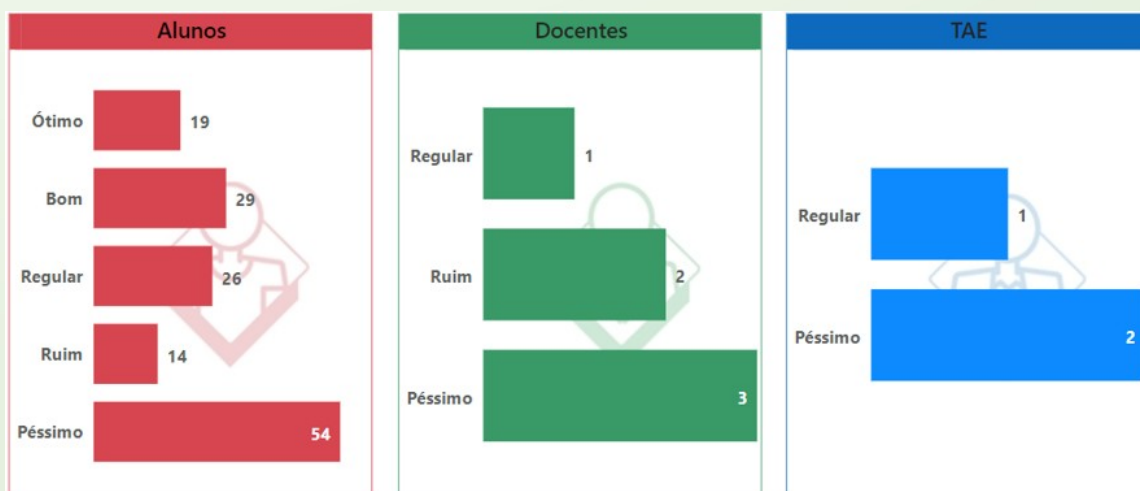 Alunos
Ótimo 19
Bom 29
Regular 26
Ruim 14
Péssimo 54
Docentes
Regular 1
Ruim 2
Péssimo 3
TAE
Regular 1
Péssimo 2